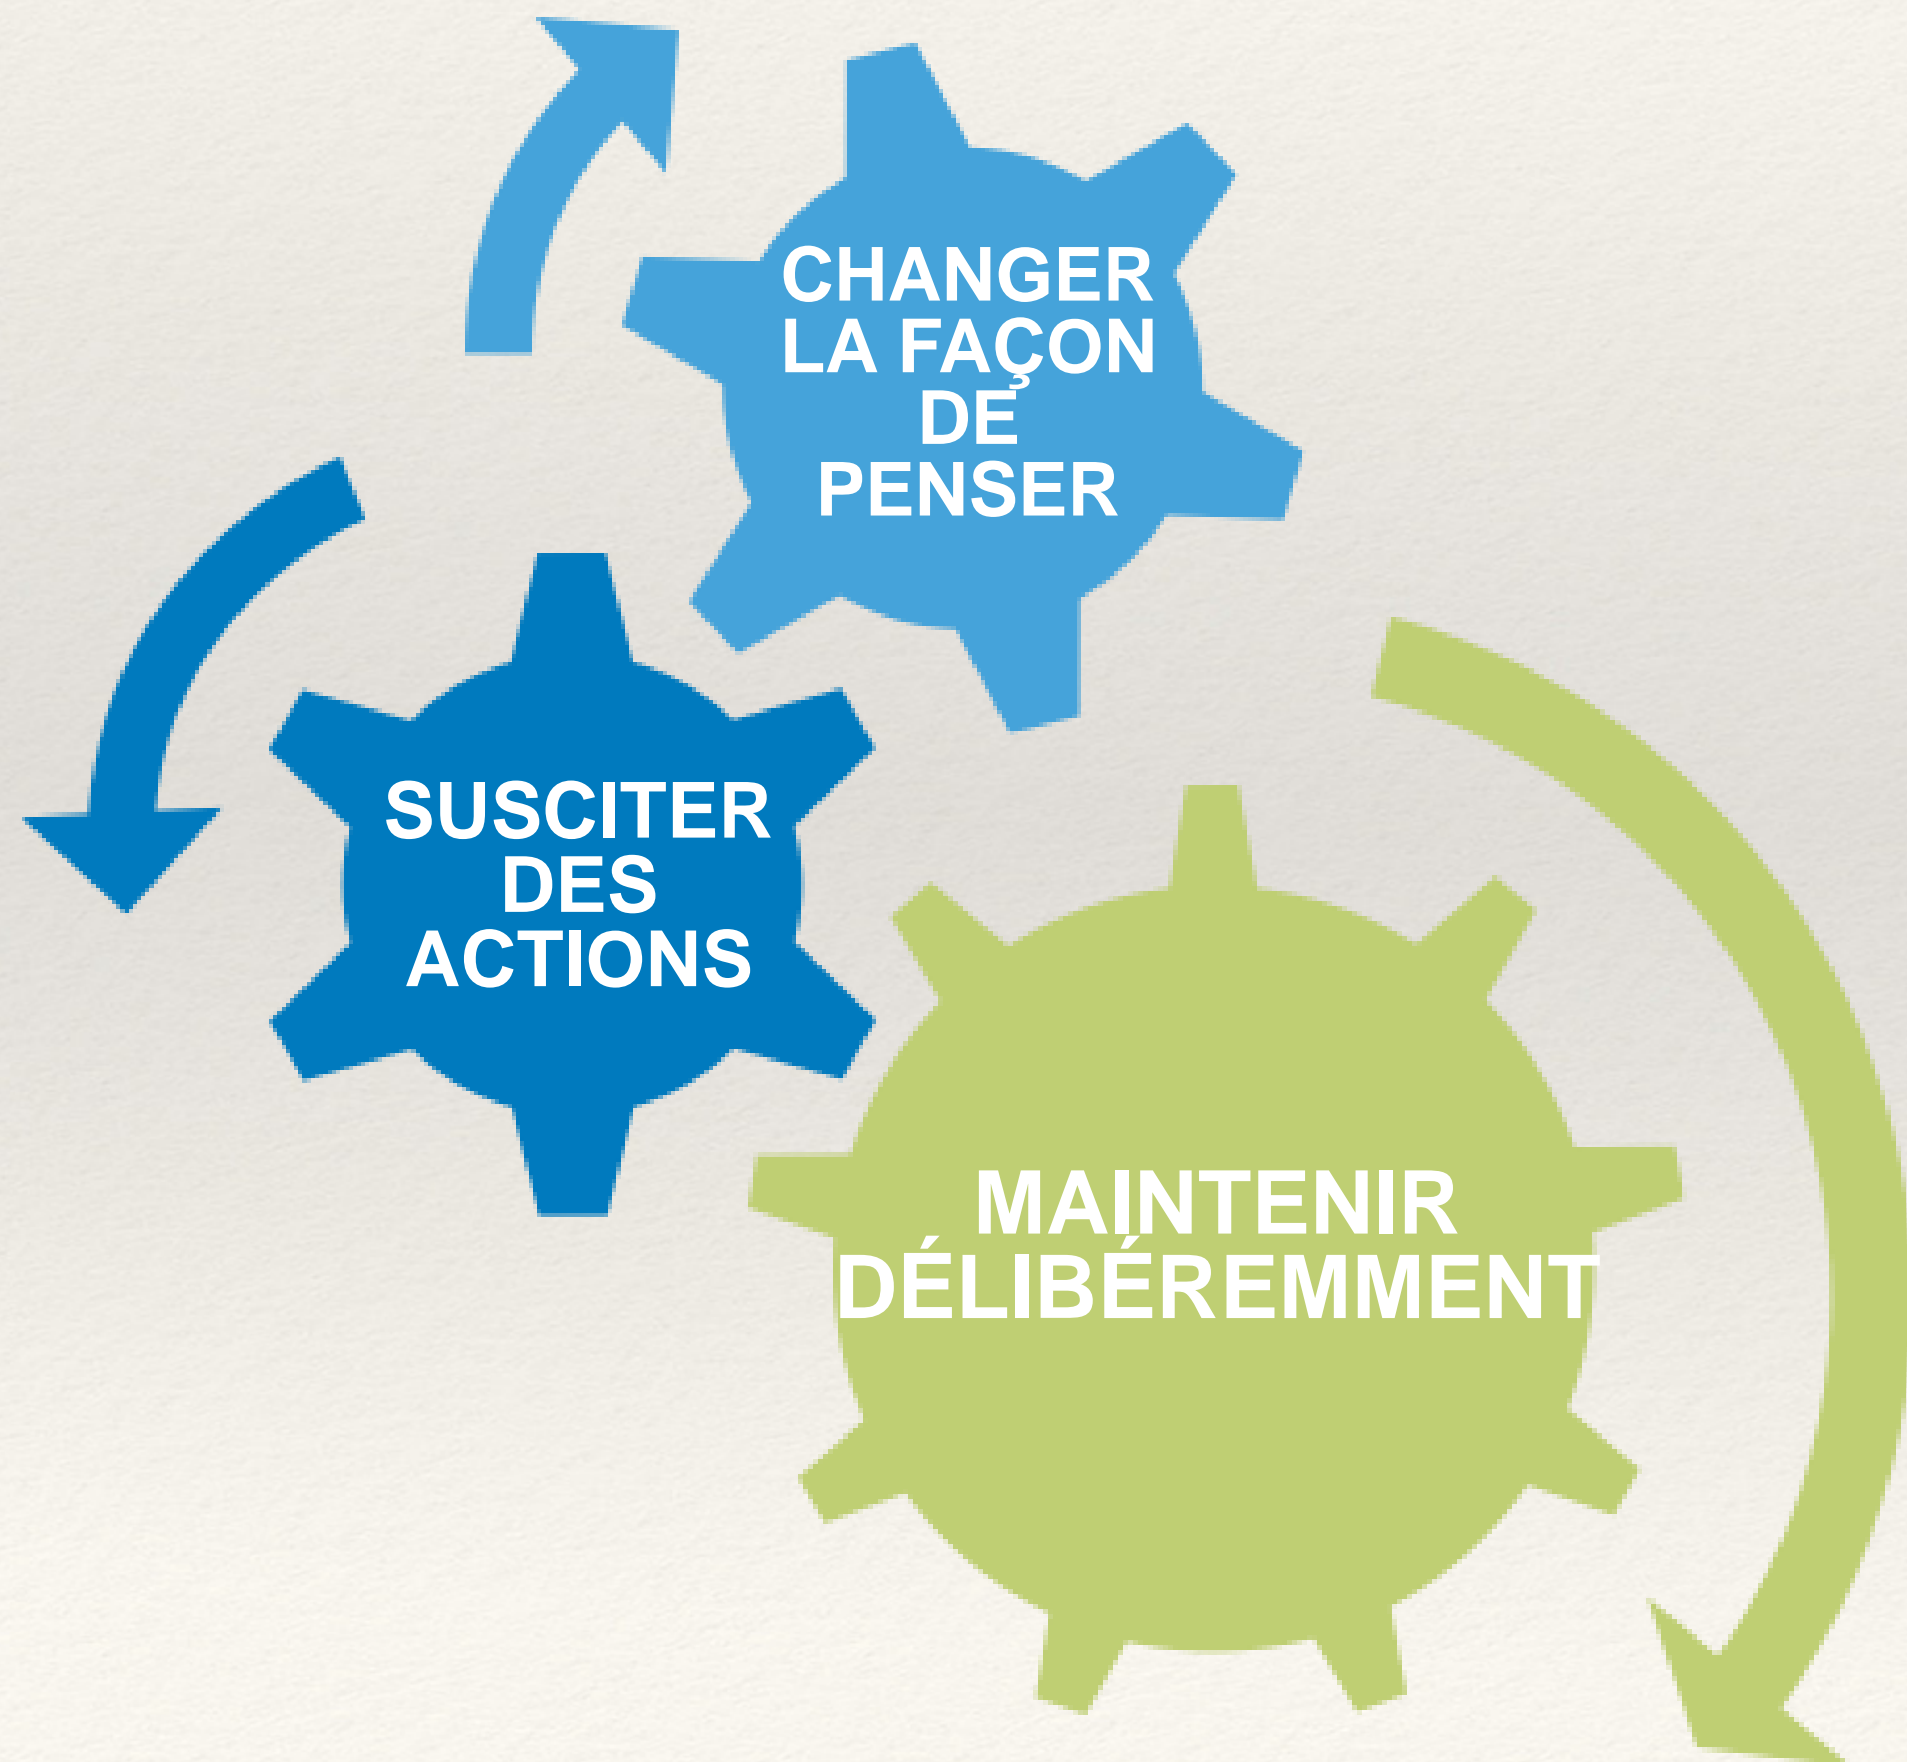 CHANGER
LA FAÇON
DE
PENSER
SUSCITER
DES
ACTIONS
MAINTENIR
DÉLIBÉREMMENT